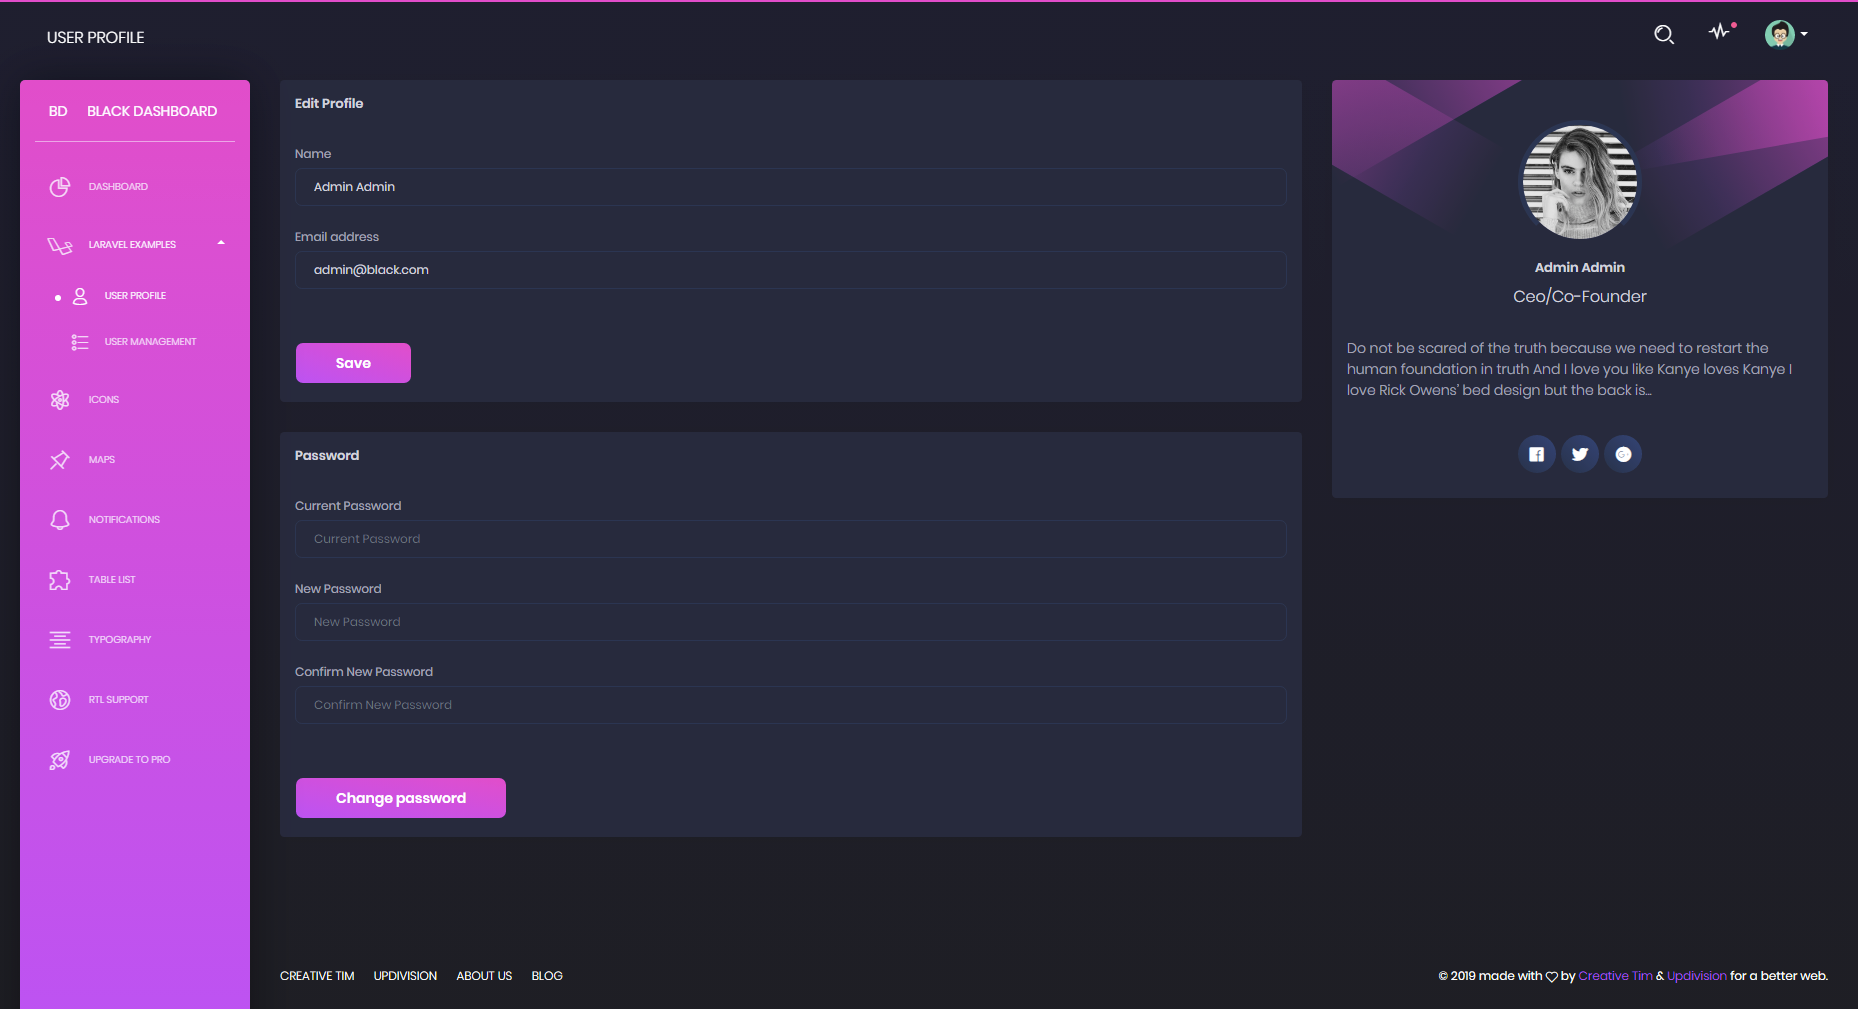 USER PROFILE
BD BLACK DASHBOARD
DASHBOARD
LARAVEL EXAMPLES
USER PROFILE
USER MANAGEMENT
ICONS
MAPS
NOTIFICATIONS
TABLE LIST
TYPOGRAPHY
RTL SUPPORT
UPGRADE TO PRO
Edit Profile
Name
Admin Admin
Email address
admin@black.com
Save
Password
Current Password
Current Password
New Password
New Password
Confirm New Password
Confirm New Password
Change password
Admin Admin
Ceo/Co-Founder
Do not be scared of the truth because we need to restart the
human foundation in truth And I love you like Kanye loves Kanye I
love Rick Owens’ bed design but the back is...
CREATIVE TIM UPDIVISION ABOUT US BLOG
© 2019 made with ♡ by Creative Tim & Updivision for a better web.